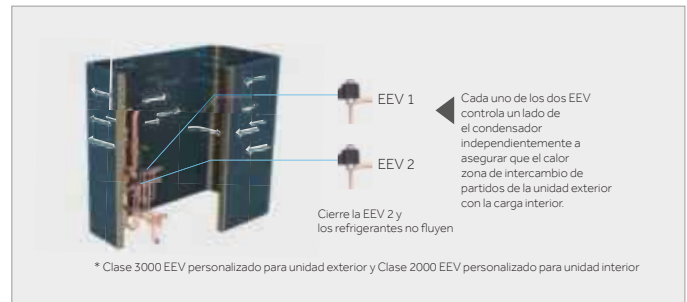 EEV 1
EEV 2
Cada uno de los dos EEV
controla un lado de
el condensador
independientemente a
asegurar que el calor
zona de intercambio de
partidos de la unidad exterior
con la carga interior.
Cierre la EEV 2 y
los refrigerantes no fluyen
* Clase 3000 EEV personalizado para unidad exterior y Clase 2000 EEV personalizado para unidad interior